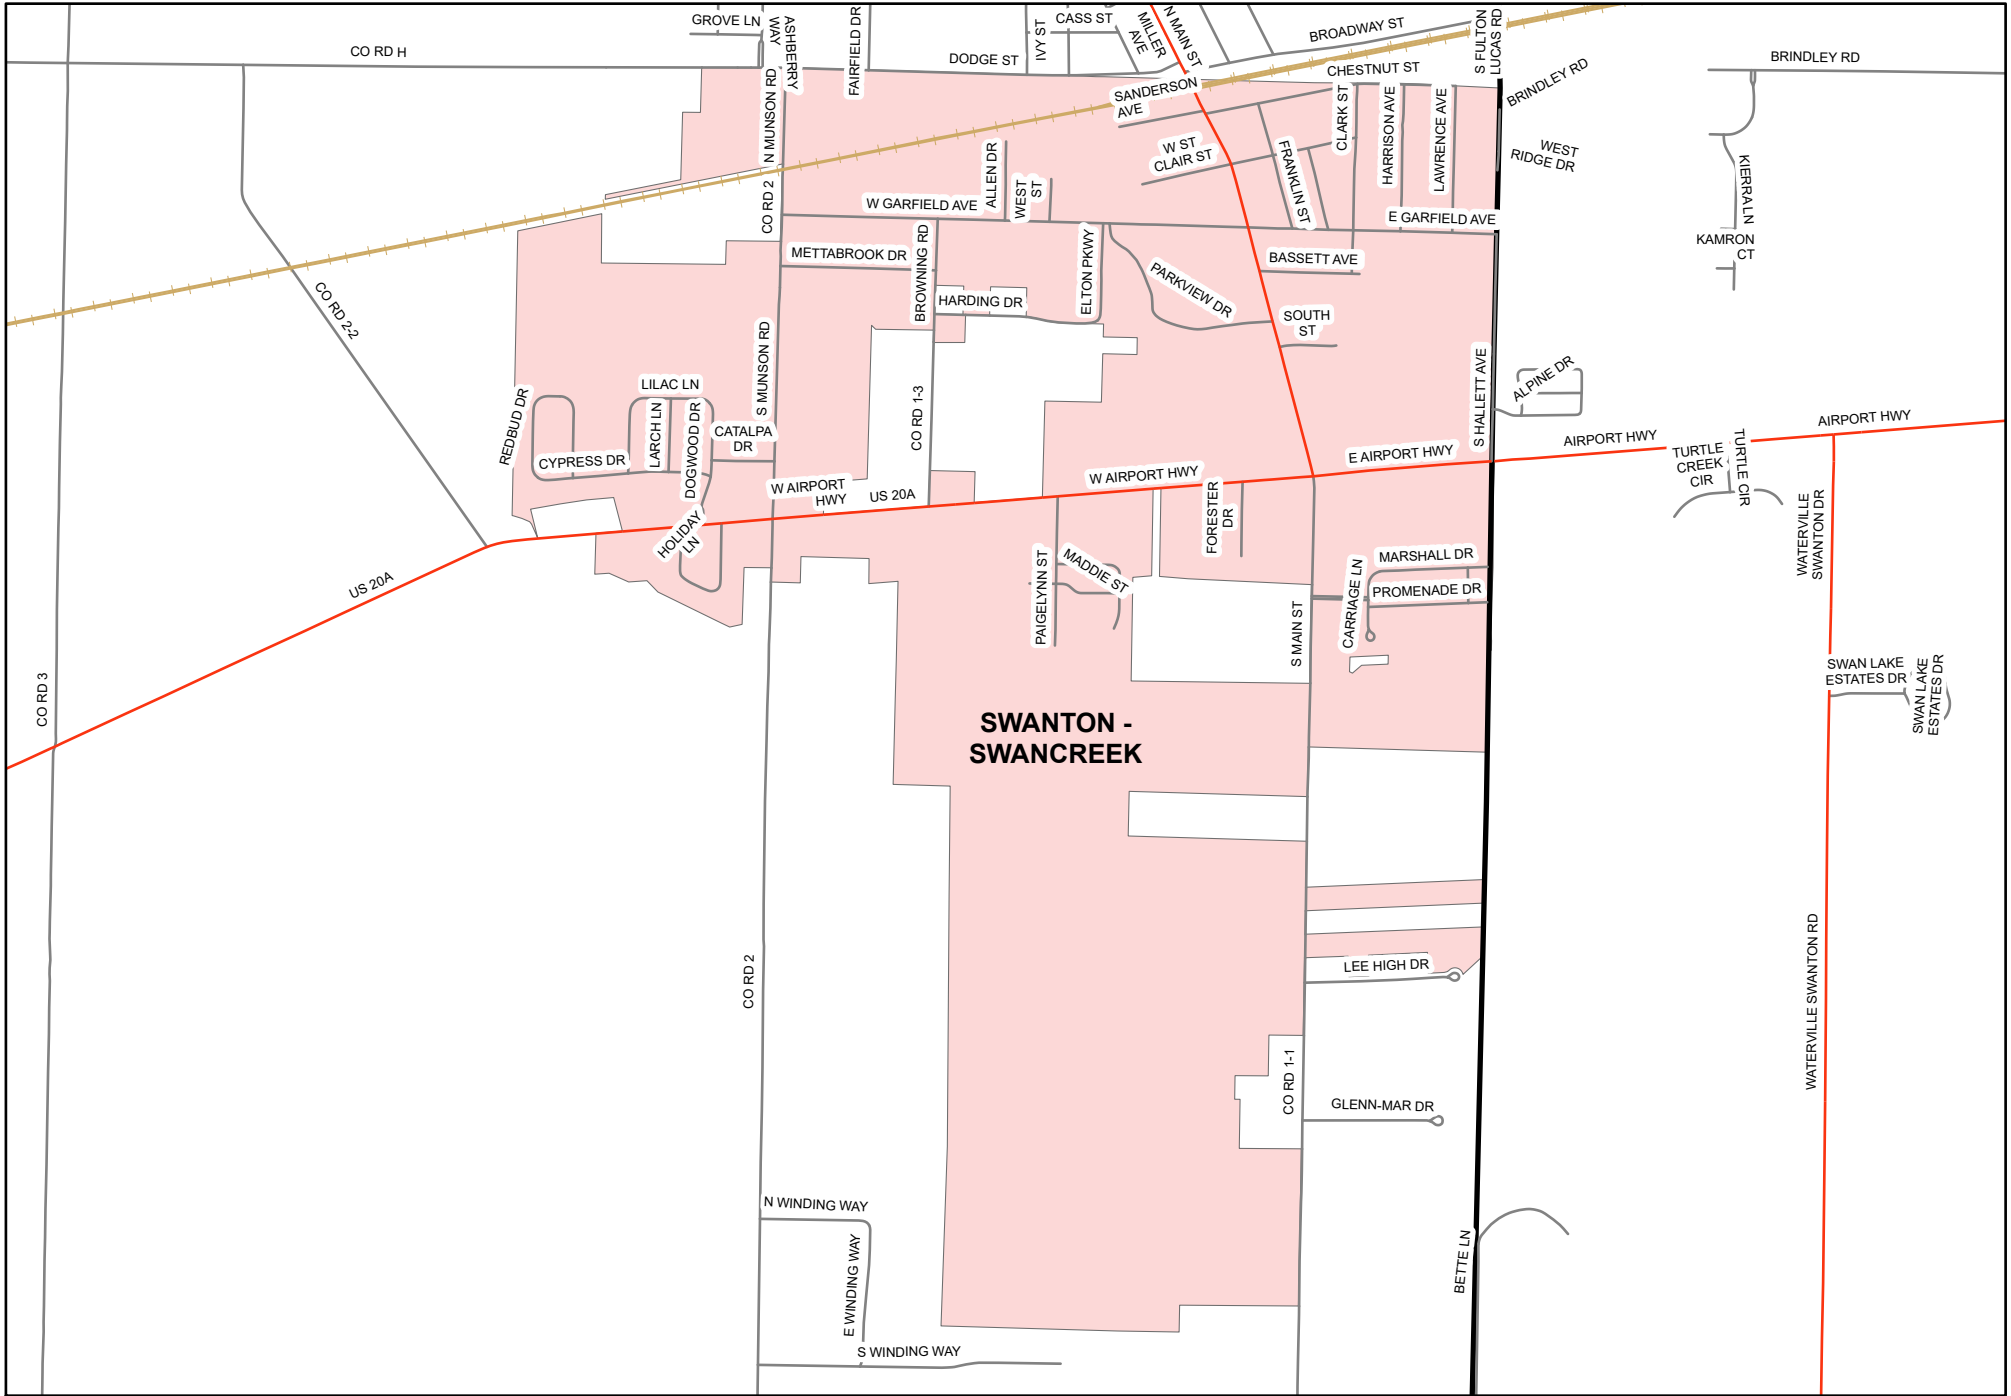 GROVE LN
ASHBERRY
WAY
FAIRFIELD DR
IVY ST
CASS ST
MILLER
AVE
N MAIN ST
BROADWAY ST
S FULTON
LUCAS RD
CO RD H
DODGE ST
CHESTNUT ST
BRINDLEY RD
BRINDLEY RD
SANDERSON
AVE
N MUNSON RD
CLARK ST
HARRISON AVE
LAWRENCE AVE
W ST
CLAIR ST
FRANKLIN ST
WEST
RIDGE DR
KIERRA LN
KAMRON
CT
ALLEN DR
WEST
ST
CO RD 2
W GARFIELD AVE
E GARFIELD AVE
METTABROOK DR
BROWNING RD
ELTON PKWY
PARKVIEW DR
BASSETT AVE
HARDING DR
SOUTH
ST
CO RD 2-2
S MUNSON RD
CO RD 1-3
S HALLETT AVE
ALPINE DR
REDBUD DR
LILAC LN
LARCH LN
DOGWOOD DR
CATALPA
DR
CYPRESS DR
AIRPORT HWY
AIRPORT HWY
E AIRPORT HWY
W AIRPORT HWY
W AIRPORT
HWY
US 20A
TURTLE
CREEK
CIR
TURTLE CIR
WATERVILLE
SWANTON DR
HOLIDAY
LN
FORESTER
DR
PAIGELYNN ST
MADDIE ST
MARSHALL DR
PROMENADE DR
CARRIAGE LN
S MAIN ST
US 20A
CO RD 3
SWAN LAKE
ESTATES DR
SWAN LAKE
ESTATES DR
SWANTON -
SWANCREEK
WATERVILLE SWANTON RD
LEE HIGH DR
CO RD 2
CO RD 1-1
GLENN-MAR DR
N WINDING WAY
E WINDING WAY
S WINDING WAY
BETTE LN